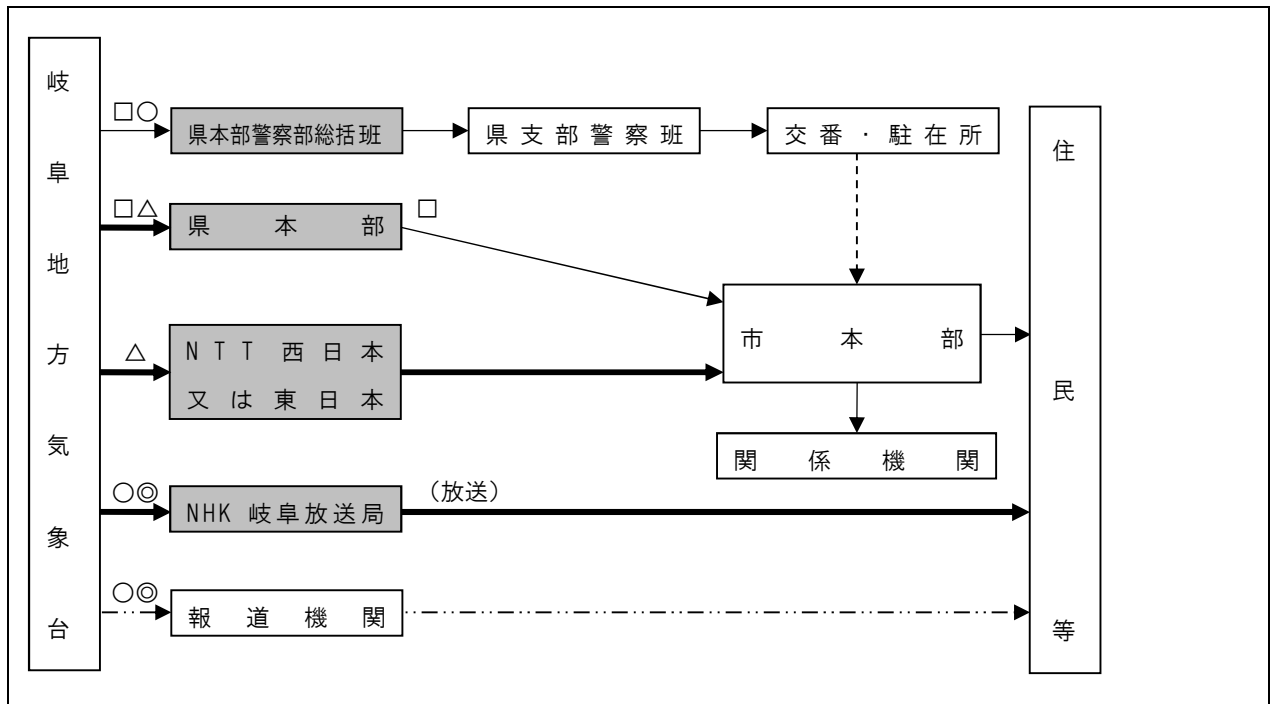 岐阜地方気象台
□○
県本部警察部総括班
県支部警察班
交番・駐在所
□△
県本部
□
△
NTT西日本
又は東日本
市本部
関係機関
○◎
NHK 岐阜放送局
（放送）
○◎
報道機関
住民等